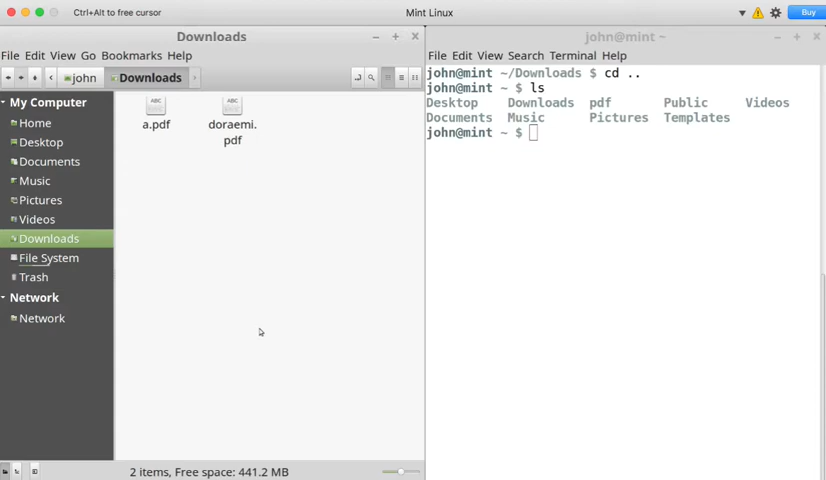 Ctrl+Alt to free cursor
Mint Linux
Buy
Downloads
File Edit View Go Bookmarks Help
john
Downloads
My Computer
Home
Desktop
Documents
Music
Pictures
Videos
Downloads
File System
Trash
Network
Network
ABC
a.pdf
ABC
doraemi.
pdf
2 items, Free space: 441.2 MB
john@mint ~
File Edit View Search Terminal Help
john@mint ~/Downloads $ cd ..
john@mint ~ $ ls
Desktop Downloads pdf Public Videos
Documents Music Pictures Templates
john@mint ~ $